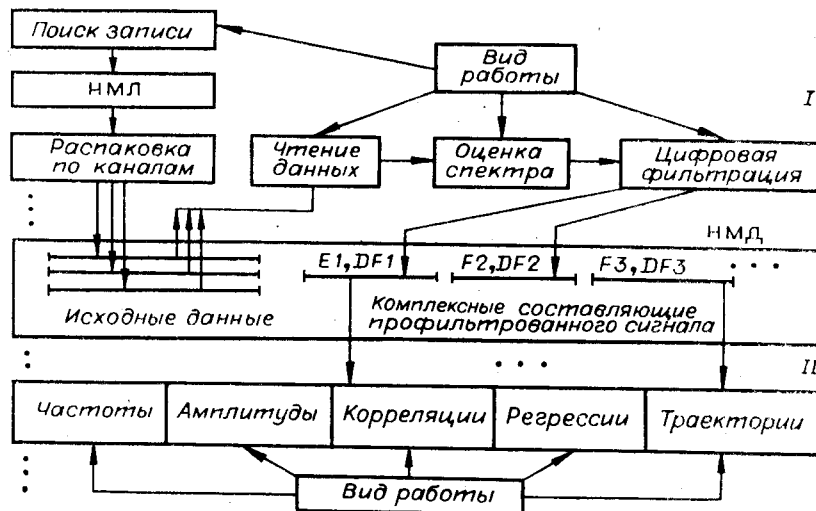 Поиск записи
Вид
работы
НМЛ
I
Распаковка
по каналам
Чтение
данных
Оценка
спектра
Цифровая
фильтрация
НМД
E1,DF1
F2,DF2
F3,DF3
Исходные данные
Комплексные составляющие
профильтрованного сигнала
II
Частоты
Амплитуды
Корреляции
Регрессии
Траектории
Вид работы